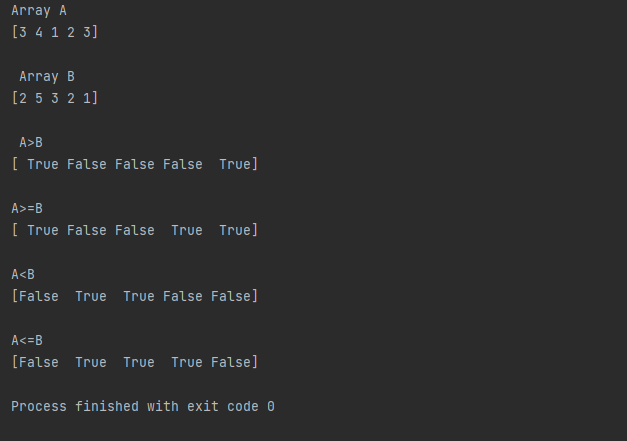 Array A
[3 4 1 2 3]
 Array B
[2 5 3 2 1]
 A>B
[ True False False False  True]
A>=B
[ True False False  True  True]
A<B
[False  True  True False False]
A<=B
[False  True  True  True False]
Process finished with exit code 0